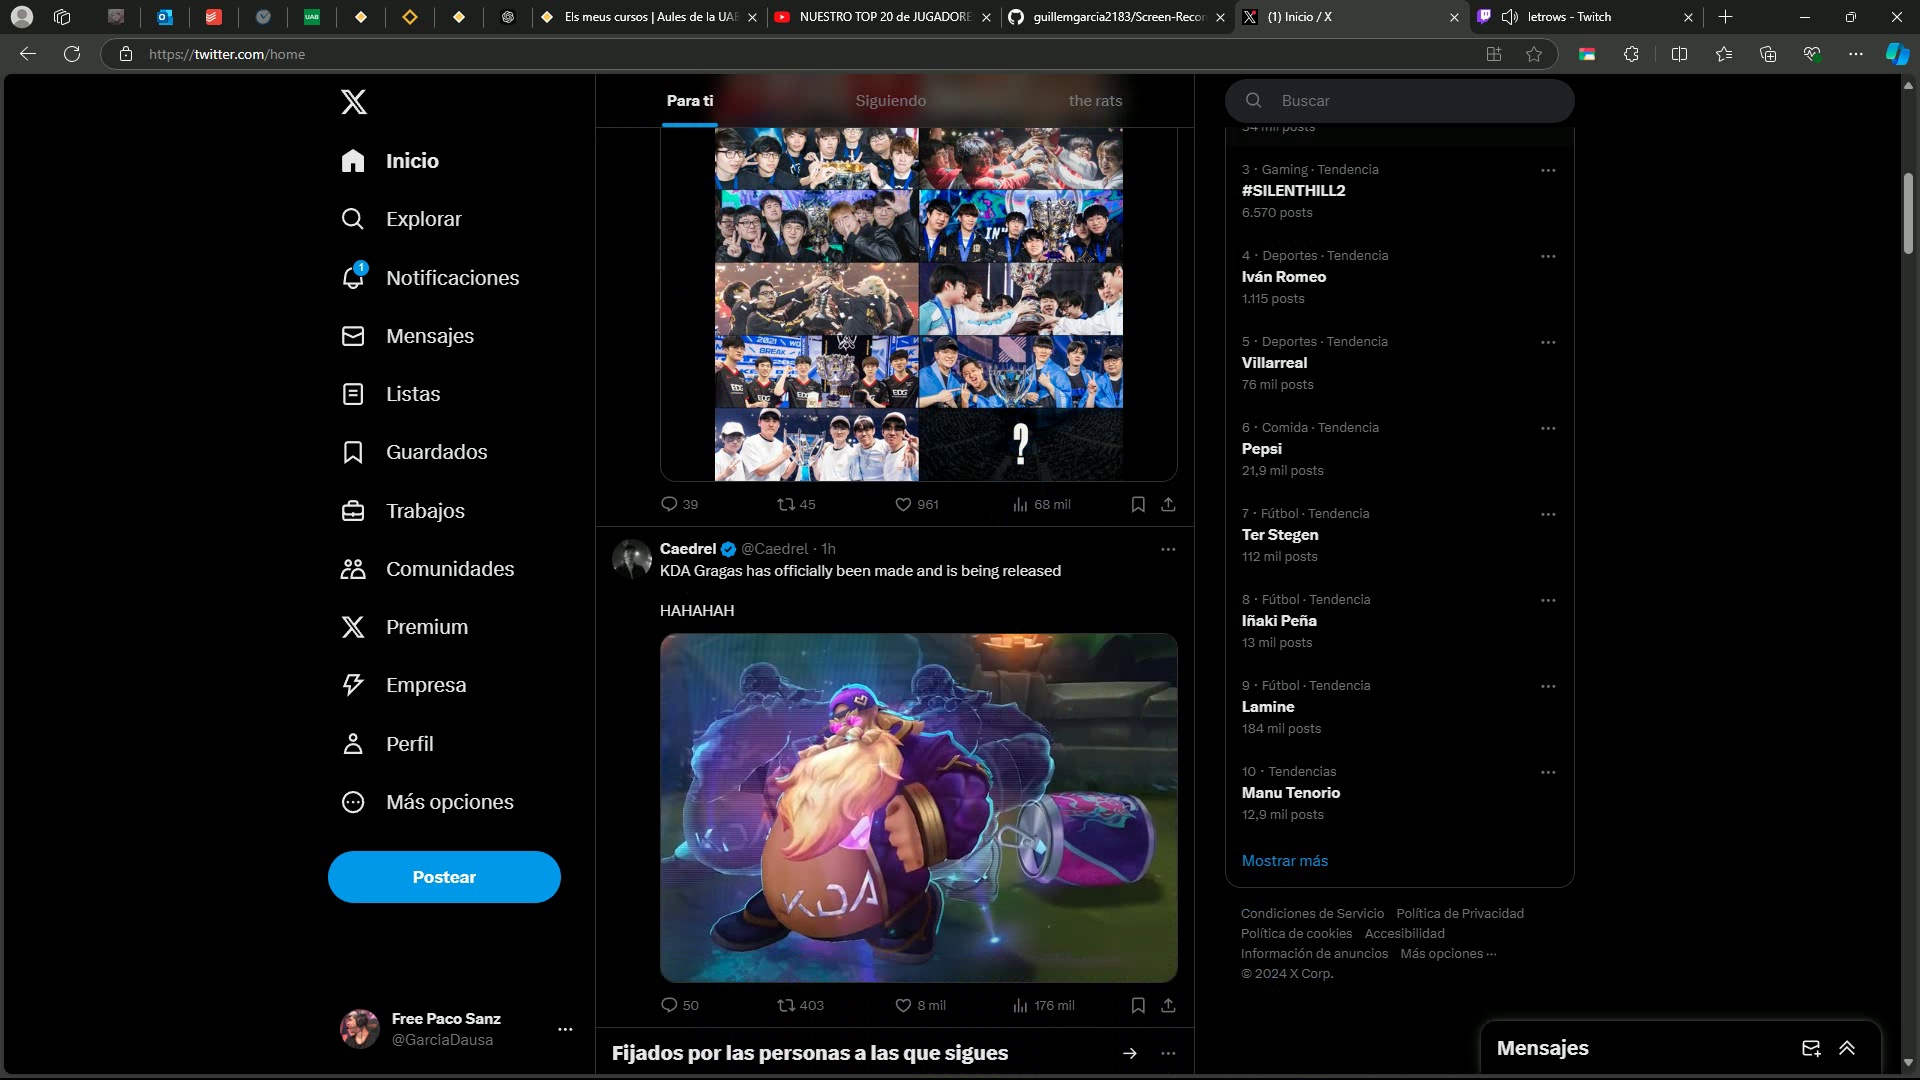 Els meus cursos | Aules de la UAB
NUESTRO TOP 20 de JUGADORE
guillemgarcia2183/Screen-Recor
(1) Inicio / X
letrows - Twitch
https://twitter.com/home
Para ti
Siguiendo
the rats
Buscar
Inicio
Explorar
1
Notificaciones
Mensajes
Listas
Guardados
Trabajos
Comunidades
Premium
Empresa
Perfil
Más opciones
Postear
Free Paco Sanz
@GarciaDausa
2021
BREAK
EDG
?
39
45
961
68 mil
Caedrel @Caedrel · 1h
KDA Gragas has officially been made and is being released
HAHAHAH
KDA
50
403
8 mil
176 mil
Fijados por las personas a las que sigues
34 mil posts
3 · Gaming · Tendencia
#SILENTHILL2
6.570 posts
4 · Deportes · Tendencia
Iván Romeo
1.115 posts
5 · Deportes · Tendencia
Villarreal
76 mil posts
6 · Comida · Tendencia
Pepsi
21,9 mil posts
7 · Fútbol · Tendencia
Ter Stegen
112 mil posts
8 · Fútbol · Tendencia
Iñaki Peña
13 mil posts
9 · Fútbol · Tendencia
Lamine
184 mil posts
10 · Tendencias
Manu Tenorio
12,9 mil posts
Mostrar más
Condiciones de Servicio Política de Privacidad
Política de cookies Accesibilidad
Información de anuncios Más opciones ···
© 2024 X Corp.
Mensajes